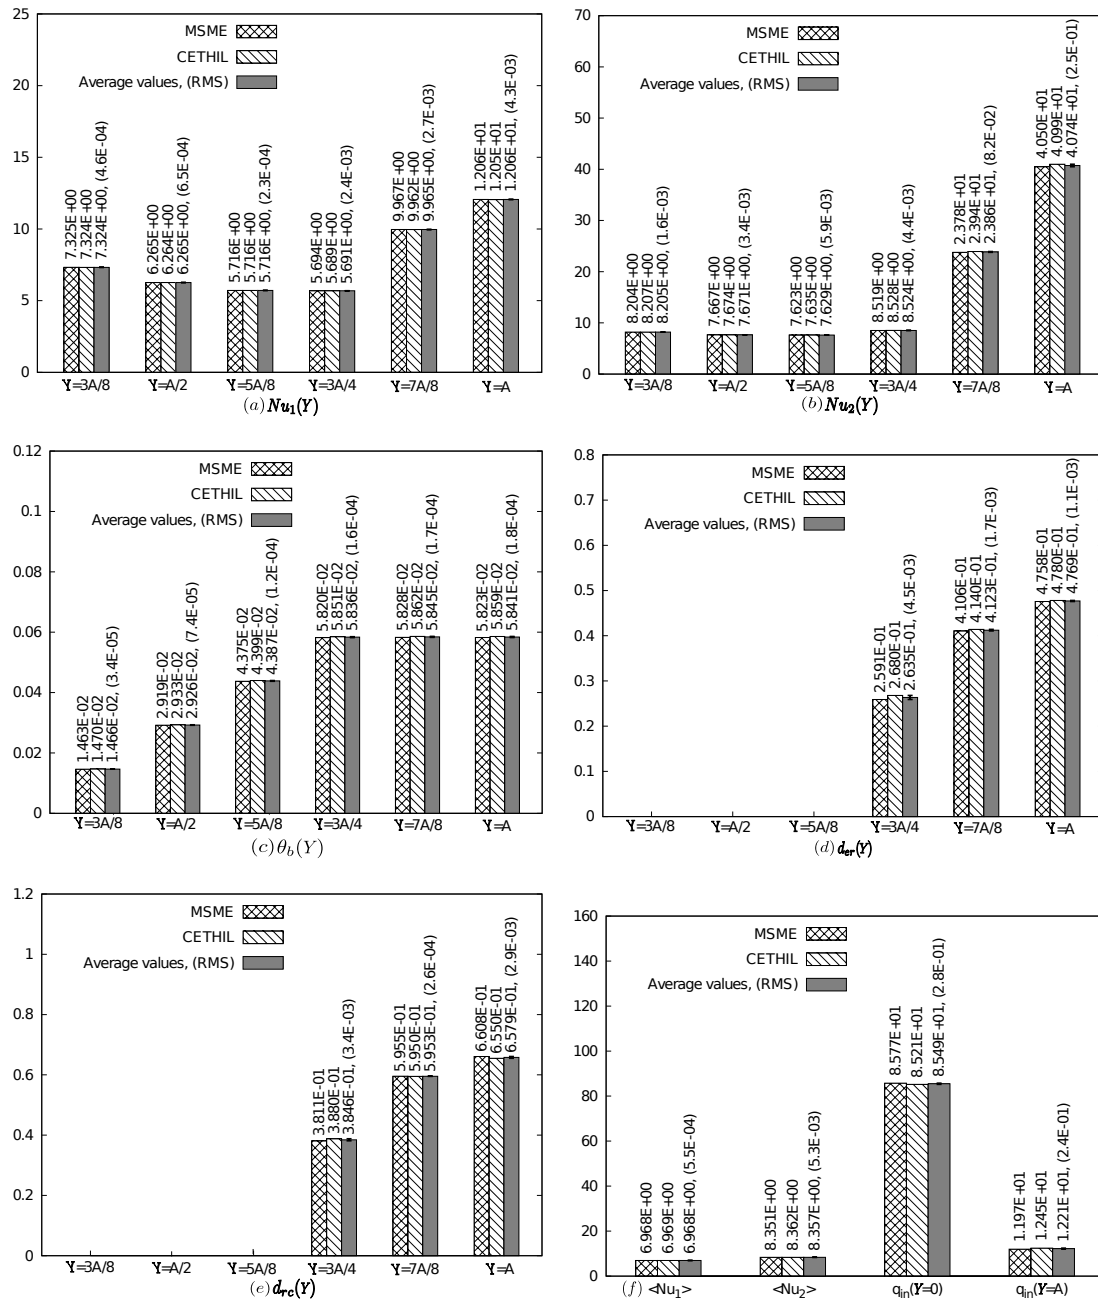 25
20
15
10
5
0
MSME
CETHIL
Average values, (RMS)
7.325E+00
7.324E+00
7.324E+00, (4.6E-04)
6.265E+00
6.264E+00
6.265E+00, (6.5E-04)
5.716E+00
5.716E+00
5.716E+00, (2.3E-04)
5.694E+00
5.689E+00
5.691E+00, (2.4E-03)
9.967E+00
9.962E+00
9.965E+00, (2.7E-03)
1.206E+01
1.205E+01
1.206E+01, (4.3E-03)
Y=3A/8 Y=A/2 Y=5A/8 Y=3A/4 Y=7A/8 Y=A
(a) Nu₁(Y)
70
60
50
40
30
20
10
0
MSME
CETHIL
Average values, (RMS)
8.204E+00
8.207E+00
8.205E+00, (1.6E-03)
7.667E+00
7.674E+00
7.671E+00, (3.4E-03)
7.623E+00
7.635E+00
7.629E+00, (5.9E-03)
8.519E+00
8.528E+00
8.524E+00, (4.4E-03)
2.378E+01
2.394E+01
2.386E+01, (8.2E-02)
4.050E+01
4.099E+01
4.074E+01, (2.5E-01)
Y=3A/8 Y=A/2 Y=5A/8 Y=3A/4 Y=7A/8 Y=A
(b) Nu₂(Y)
0.12
0.1
0.08
0.06
0.04
0.02
0
MSME
CETHIL
Average values, (RMS)
1.463E-02
1.470E-02
1.466E-02, (3.4E-05)
2.919E-02
2.933E-02
2.926E-02, (7.4E-05)
4.375E-02
4.399E-02
4.387E-02, (1.2E-04)
5.820E-02
5.851E-02
5.836E-02, (1.6E-04)
5.828E-02
5.862E-02
5.845E-02, (1.7E-04)
5.823E-02
5.859E-02
5.841E-02, (1.8E-04)
Y=3A/8 Y=A/2 Y=5A/8 Y=3A/4 Y=7A/8 Y=A
(c) θ_b(Y)
0.8
0.7
0.6
0.5
0.4
0.3
0.2
0.1
0
MSME
CETHIL
Average values, (RMS)
2.591E-01
2.680E-01
2.635E-01, (4.5E-03)
4.106E-01
4.140E-01
4.123E-01, (1.7E-03)
4.758E-01
4.780E-01
4.769E-01, (1.1E-03)
Y=3A/8 Y=A/2 Y=5A/8 Y=3A/4 Y=7A/8 Y=A
(d) d_er(Y)
1.2
1
0.8
0.6
0.4
0.2
0
MSME
CETHIL
Average values, (RMS)
3.811E-01
3.880E-01
3.846E-01, (3.4E-03)
5.955E-01
5.950E-01
5.953E-01, (2.6E-04)
6.608E-01
6.550E-01
6.579E-01, (2.9E-03)
Y=3A/8 Y=A/2 Y=5A/8 Y=3A/4 Y=7A/8 Y=A
(e) d_rc(Y)
160
140
120
100
80
60
40
20
0
MSME
CETHIL
Average values, (RMS)
6.968E+00
6.969E+00
6.968E+00, (5.5E-04)
8.351E+00
8.362E+00
8.357E+00, (5.3E-03)
8.577E+01
8.521E+01
8.549E+01, (2.8E-01)
1.197E+01
1.245E+01
1.221E+01, (2.4E-01)
(f) <Nu₁> <Nu₂> q_in(Y=0) q_in(Y=A)